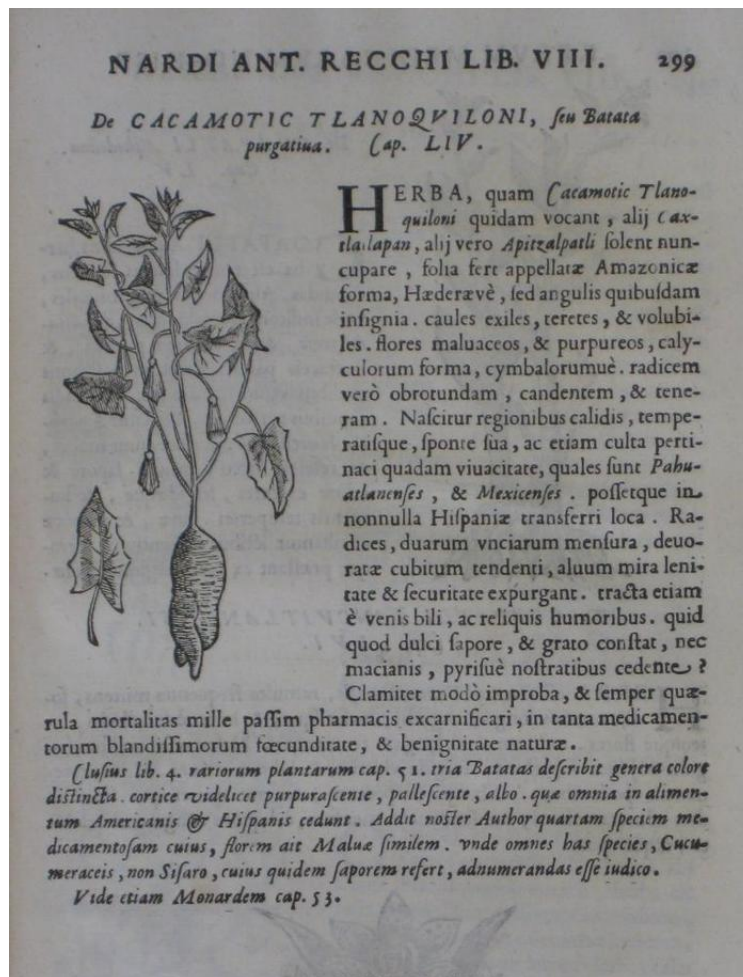 NARDI ANT. RECCHI LIB. VIII. 299
De CACAMOTIC TLANOQVILONI, ſeu Batata
purgatiua. Cap. LIV.
HERBA, quam Cacamotic Tlano-
quiloni quidam vocant, alij Cax-
tlatlapan, alij vero Apitzalpatli ſolent nun-
cupare, folia fert appellatæ Amazonicæ
forma, Hæderævè, ſed angulis quibuſdam
inſignia. caules exiles, teretes, & volubi-
les. flores maluaceos, & purpureos, caly-
culorum forma, cymbalorumuè. radicem
verò obrotundam, candentem, & tene-
ram. Naſcitur regionibus calidis, tempe-
ratiſque, ſponte ſua, ac etiam culta perti-
naci quadam viuacitate, quales ſunt Pahu-
atlanenſes, & Mexicenſes. poſſetque in
nonnulla Hiſpaniæ transferri loca. Ra-
dices, duarum vnciarum menſura, deuo-
ratæ cubitum tendenti, aluum mira leni-
tate & ſecuritate expurgant. tracta etiam
è venis bili, ac reliquis humoribus. quid
quod dulci ſapore, & grato conſtat, nec
macianis, pyriſuè noſtratibus cedente?
Clamitet modò improba, & ſemper quæ-
rula mortalitas mille paſſim pharmacis excarnificari, in tanta medicamen-
torum blandiſſimorum fœcunditate, & benignitate naturæ.
Cluſius lib. 4. rariorum plantarum cap. 51. tria Batatas deſcribit genera colore
diſtincta. cortice videlicet purpuraſcente, palleſcente, albo. quæ omnia in alimen-
tum Americanis & Hiſpanis cedunt. Addit noſter Author quartam ſpeciem me-
dicamentoſam cuius, florem ait Maluæ ſimilem. vnde omnes has ſpecies, Cucu-
meraceis, non Siſaro, cuius quidem ſaporem refert, adnumerandas eſſe iudico.
Vide etiam Monardem cap. 53.